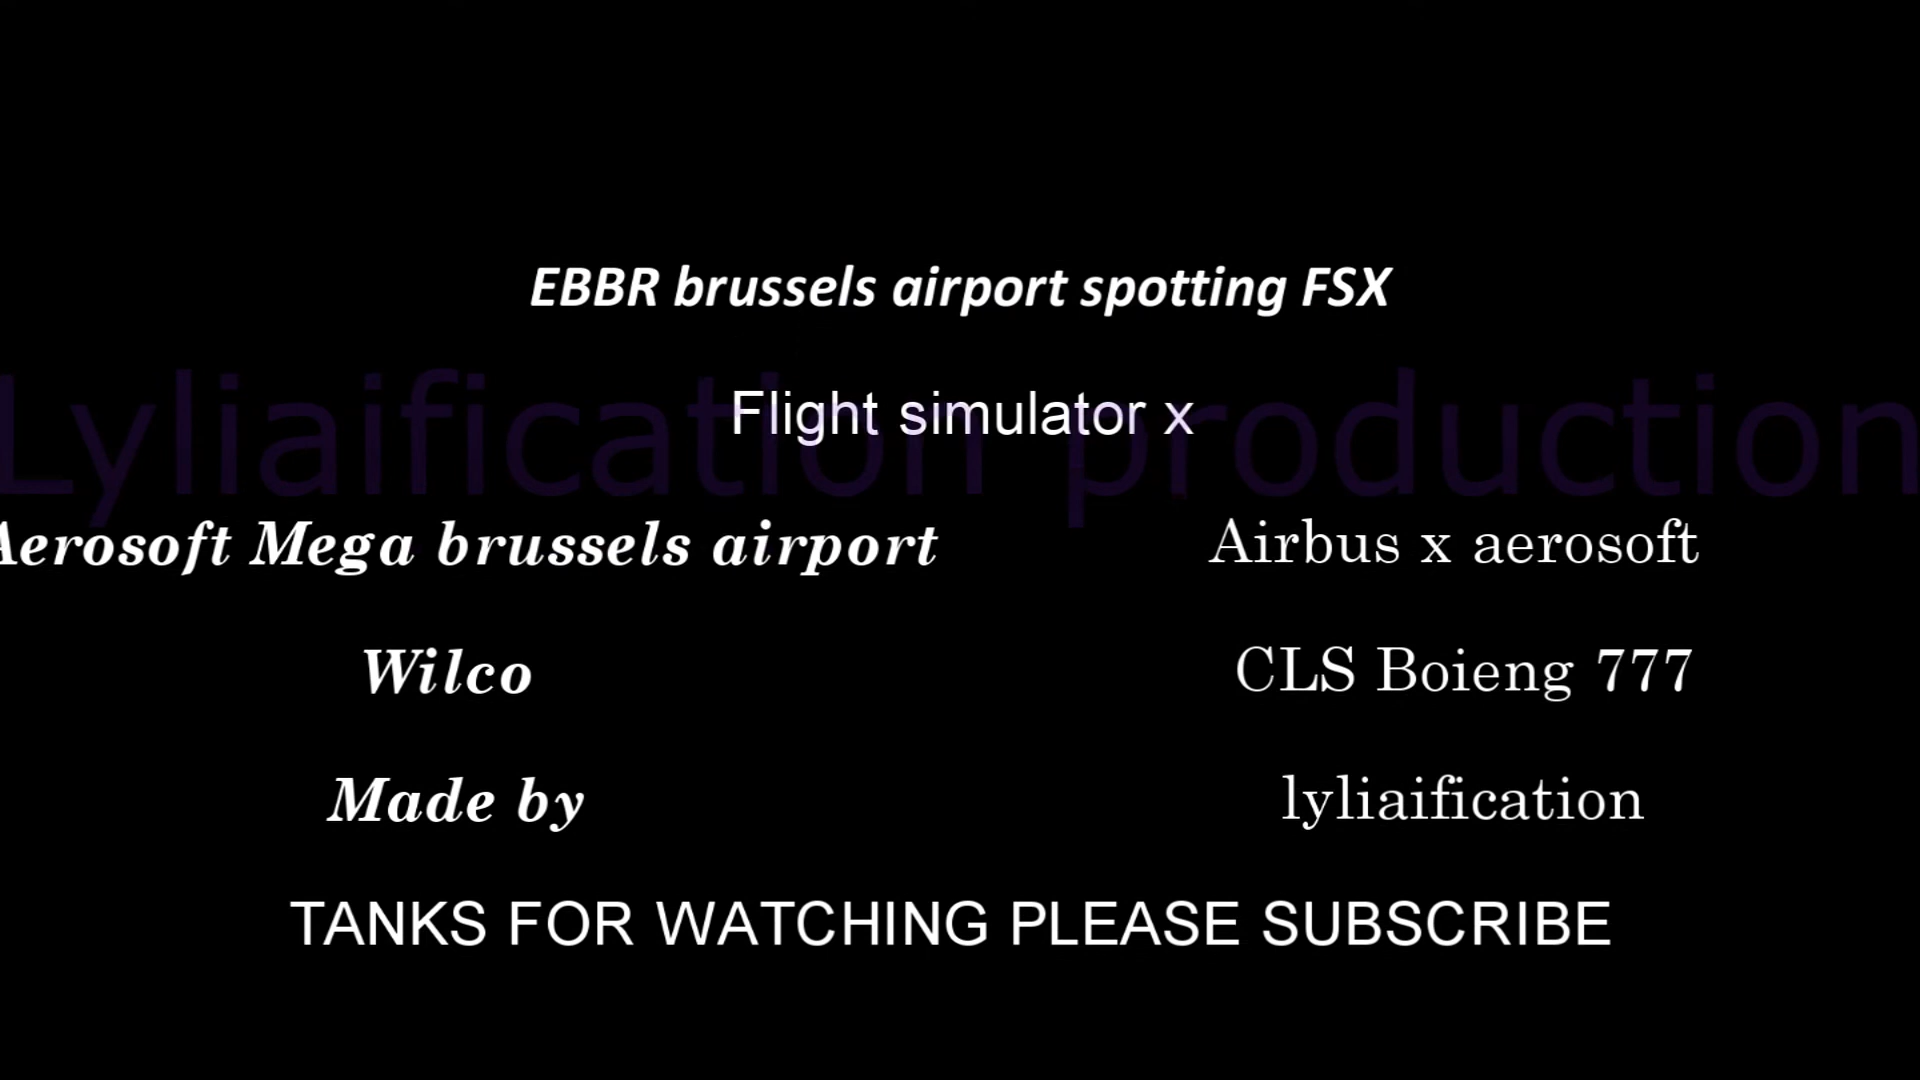 EBBR brussels airport spotting FSX
Flight simulator x
Lyliaification production
Aerosoft Mega brussels airport Airbus x aerosoft
Wilco CLS Boieng 777
Made by lyliaification
TANKS FOR WATCHING PLEASE SUBSCRIBE